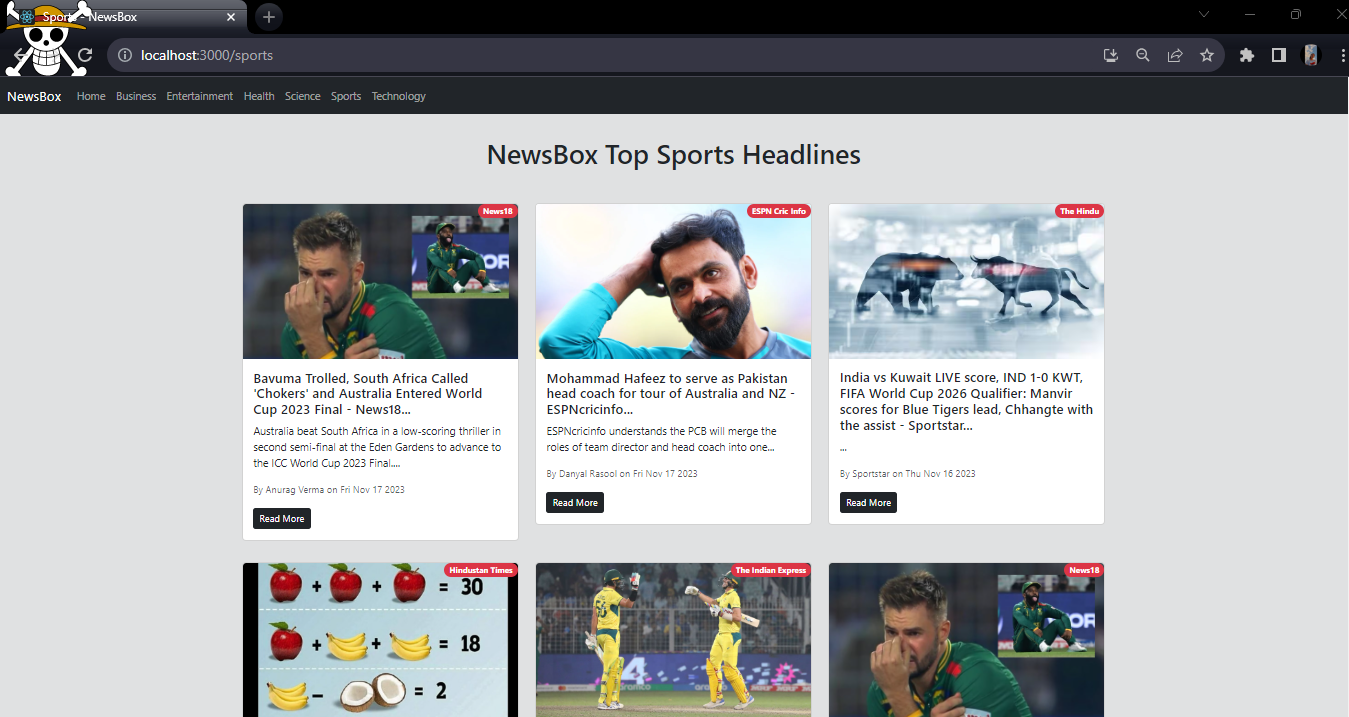 Sports - NewsBox
localhost:3000/sports
NewsBox Home Business Entertainment Health Science Sports Technology
NewsBox Top Sports Headlines
News18
Bavuma Trolled, South Africa Called
'Chokers' and Australia Entered World
Cup 2023 Final - News18...
Australia beat South Africa in a low-scoring thriller in
second semi-final at the Eden Gardens to advance to
the ICC World Cup 2023 Final....
By Anurag Verma on Fri Nov 17 2023
Read More
ESPN Cric Info
Mohammad Hafeez to serve as Pakistan
head coach for tour of Australia and NZ -
ESPNcricinfo...
ESPNcricinfo understands the PCB will merge the
roles of team director and head coach into one...
By Danyal Rasool on Fri Nov 17 2023
Read More
The Hindu
India vs Kuwait LIVE score, IND 1-0 KWT,
FIFA World Cup 2026 Qualifier: Manvir
scores for Blue Tigers lead, Chhangte with
the assist - Sportstar...
...
By Sportstar on Thu Nov 16 2023
Read More
Hindustan Times
+ + = 30
+ + = 18
- = 2
The Indian Express
News18